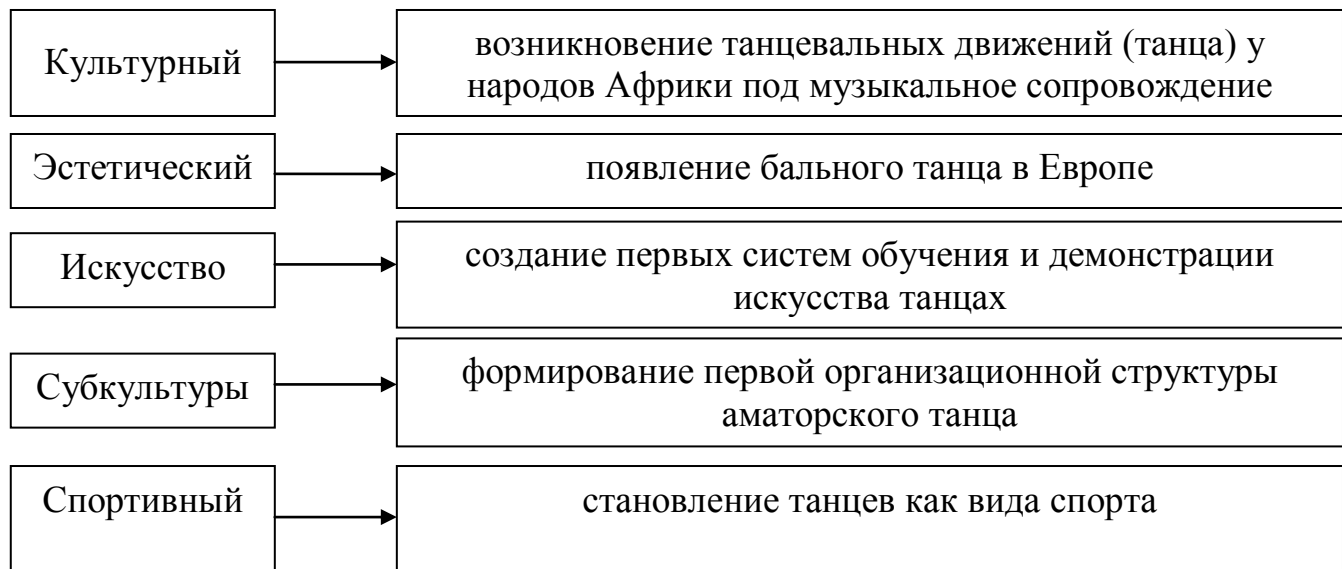 Культурный
возникновение танцевальных движений (танца) у
народов Африки под музыкальное сопровождение
Эстетический
появление бального танца в Европе
Искусство
создание первых систем обучения и демонстрации
искусства танцах
Субкультуры
формирование первой организационной структуры
аматорского танца
Спортивный
становление танцев как вида спорта